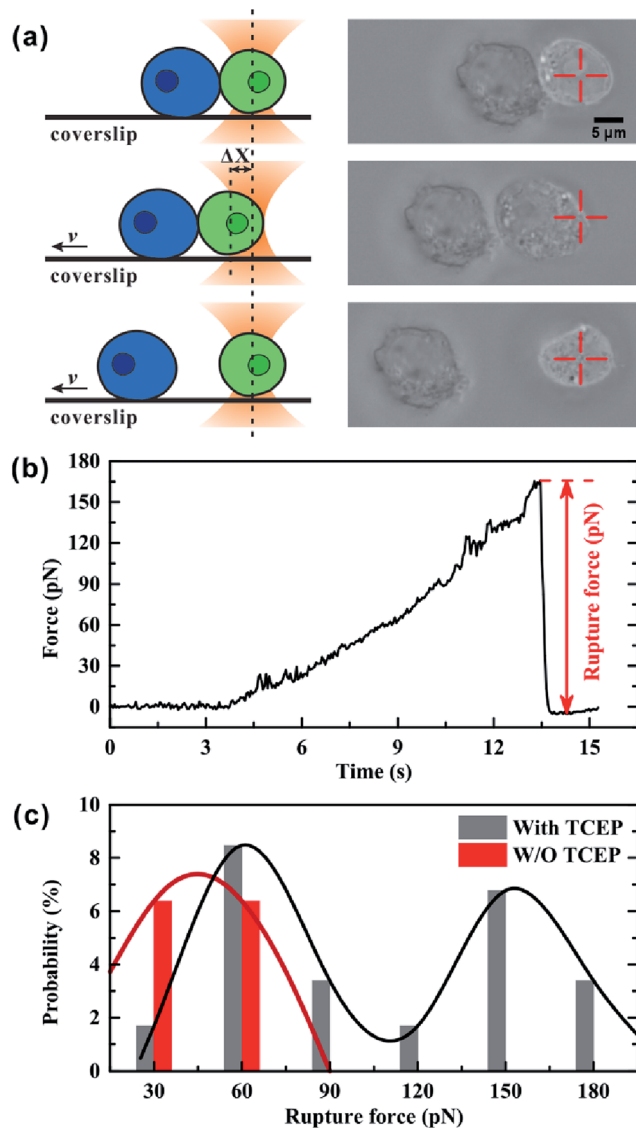 (a)
coverslip
5 μm
ΔX
v
coverslip
v
coverslip
(b)
180
150
120
90
60
30
0
Force (pN)
Rupture force (pN)
0 3 6 9 12 15
Time (s)
(c)
10
8
6
4
2
0
Probability (%)
With TCEP
W/O TCEP
30 60 90 120 150 180
Rupture force (pN)